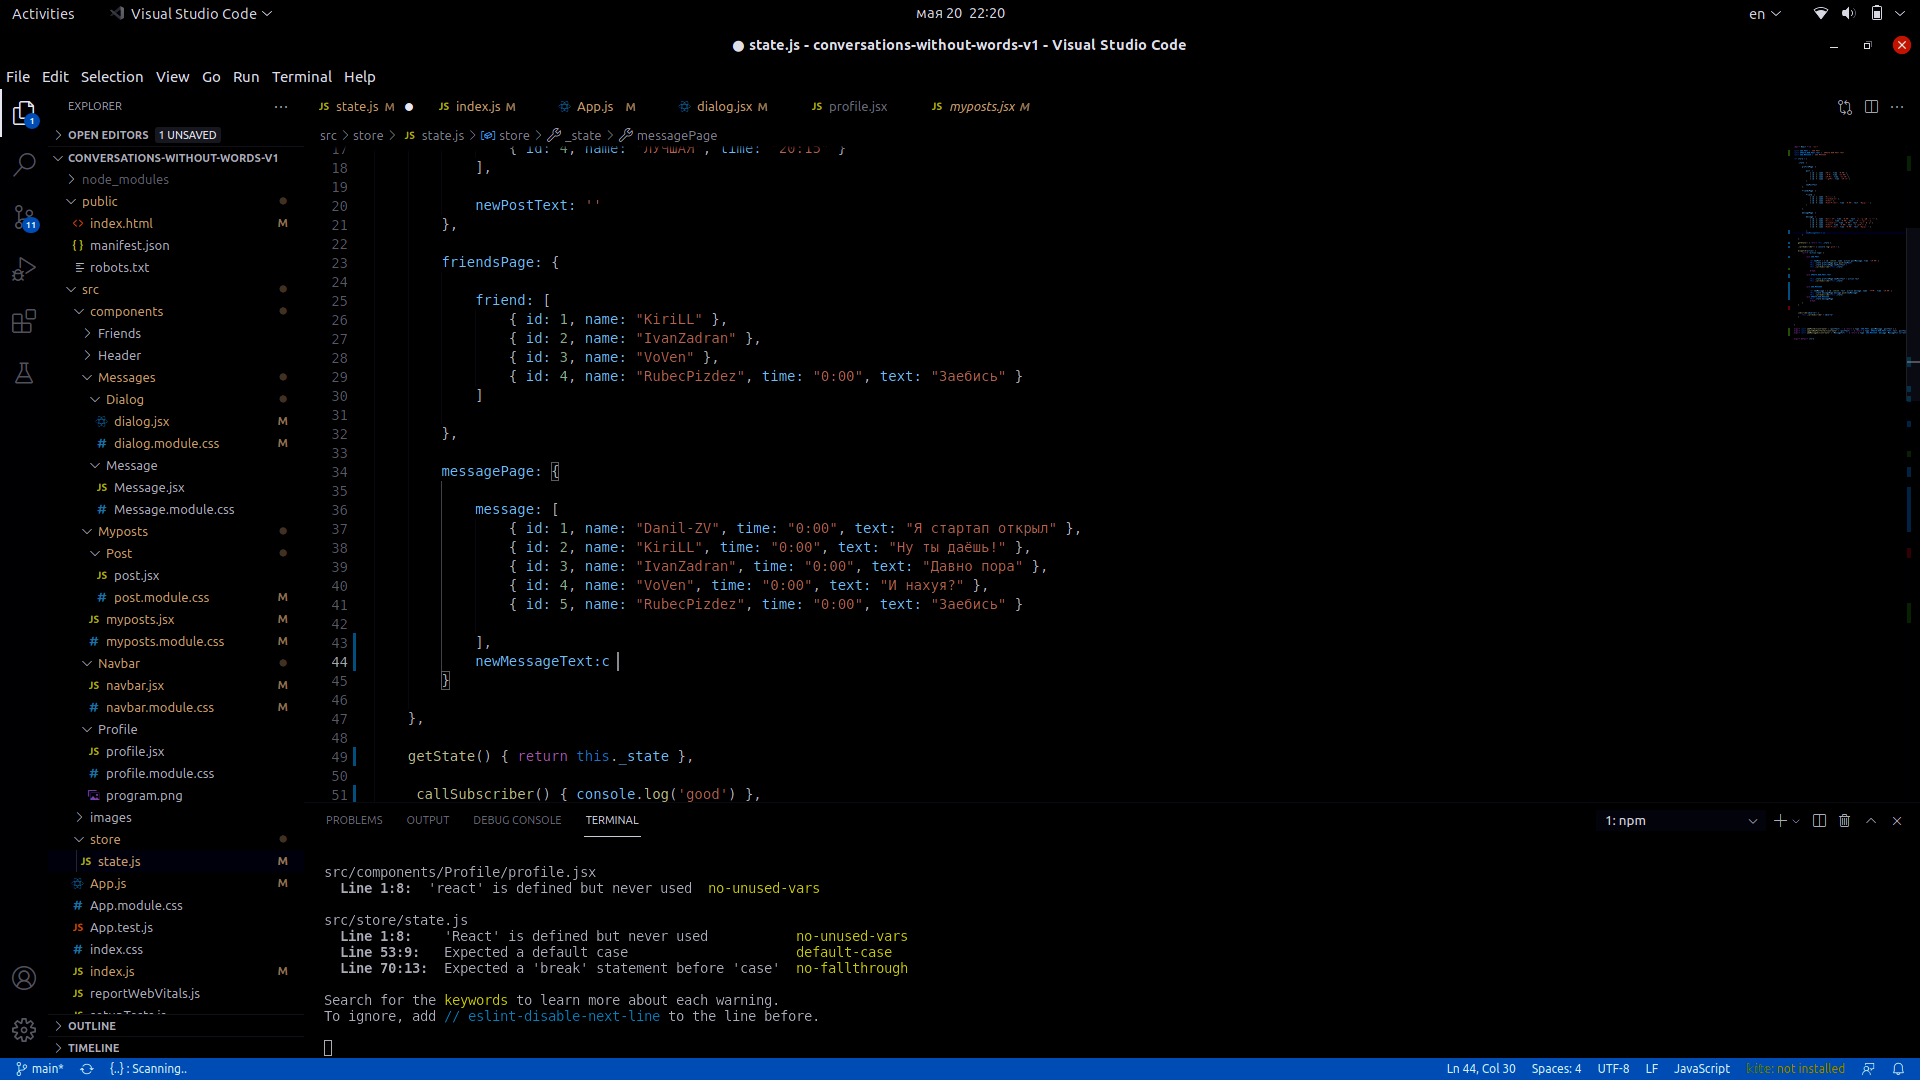 Activities Visual Studio Code мая 20 22:20 en
● state.js - conversations-without-words-v1 - Visual Studio Code
File Edit Selection View Go Run Terminal Help
EXPLORER ···
state.js M ● JS index.js M App.js M dialog.jsx M JS profile.jsx JS myposts.jsx M
OPEN EDITORS 1 UNSAVED
src > store > JS state.js > store > _state > messagePage
CONVERSATIONS-WITHOUT-WORDS-V1
node_modules
public
index.html M
manifest.json
robots.txt
src
components
Friends
Header
Messages
Dialog
dialog.jsx M
dialog.module.css M
Message
JS Message.jsx
# Message.module.css
Myposts
Post
JS post.jsx
# post.module.css M
JS myposts.jsx M
# myposts.module.css M
Navbar
JS navbar.jsx M
# navbar.module.css M
Profile
JS profile.jsx
# profile.module.css
program.png
images
store
JS state.js M
App.js M
# App.module.css
JS App.test.js
# index.css
JS index.js M
JS reportWebVitals.js
OUTLINE
TIMELINE
17 { id: 4, name: "ЛУЧШАЯ", time: "20:15" }
18 ],
19
20 newPostText: ''
21 },
22
23 friendsPage: {
24
25 friend: [
26 { id: 1, name: "KiriLL" },
27 { id: 2, name: "IvanZadran" },
28 { id: 3, name: "VoVen" },
29 { id: 4, name: "RubecPizdez", time: "0:00", text: "Заебись" }
30 ]
31
32 },
33
34 messagePage: {
35
36 message: [
37 { id: 1, name: "Danil-ZV", time: "0:00", text: "Я стартап открыл" },
38 { id: 2, name: "KiriLL", time: "0:00", text: "Ну ты даёшь!" },
39 { id: 3, name: "IvanZadran", time: "0:00", text: "Давно пора" },
40 { id: 4, name: "VoVen", time: "0:00", text: "И нахуя?" },
41 { id: 5, name: "RubecPizdez", time: "0:00", text: "Заебись" }
42
43 ],
44 newMessageText:c
45 }
46
47 },
48
49 getState() { return this._state },
50
51 _callSubscriber() { console.log('good') },
PROBLEMS OUTPUT DEBUG CONSOLE TERMINAL 1: npm
src/components/Profile/profile.jsx
Line 1:8: 'react' is defined but never used no-unused-vars
src/store/state.js
Line 1:8: 'React' is defined but never used no-unused-vars
Line 53:9: Expected a default case default-case
Line 70:13: Expected a 'break' statement before 'case' no-fallthrough
Search for the keywords to learn more about each warning.
To ignore, add // eslint-disable-next-line to the line before.
main* {..} : Scanning.. Ln 44, Col 30 Spaces: 4 UTF-8 LF JavaScript kite: not installed